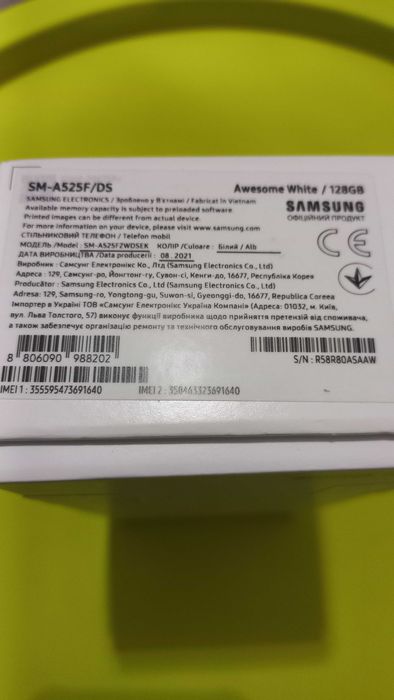 SM-A525F/DS
Awesome White / 128GB
SAMSUNG ELECTRONICS / Зроблено у В'єтнамі / Fabricat în Vietnam
Available memory capacity is subject to preloaded software.
Printed images can be different from actual device.
For more information on your device, please visit www.samsung.com
SAMSUNG
ОФІЦІЙНИЙ ПРОДУКТ
СТІЛЬНИКОВИЙ ТЕЛЕФОН / Telefon mobil
МОДЕЛЬ /Model : SM-A525FZWOSEK КОЛІР /Culoare : Білий / Alb
ДАТА ВИРОБНИЦТВА /Data producerii : 08.2021
CE
Виробник : Самсунг Електронікс Ко., Лтд (Samsung Electronics Co., Ltd)
Адреса : 129, Самсунг-ро, Йонгтонг-гу, Сувон-сі, Кенгі-до, 16677, Республіка Корея
Producător : Samsung Electronics Co., Ltd (Samsung Electronics Co., Ltd)
Adresa: 129, Samsung-ro, Yongtong-gu, Suwon-si, Gyeonggi-do, 16677, Republica Coreea
Імпортер в Україні ТОВ «Самсунг Електронікс Україна Компані» (Адреса: 01032, м. Київ,
вул. Льва Толстого, 57) виконує функції виробника щодо прийняття претензій від споживача,
а також забезпечує організацію ремонту та технічного обслуговування виробів SAMSUNG.
8 806090 988202
S/N : R58R80ASAAW
IMEI 1 : 355595473691640 IMEI 2 : 350463323691640